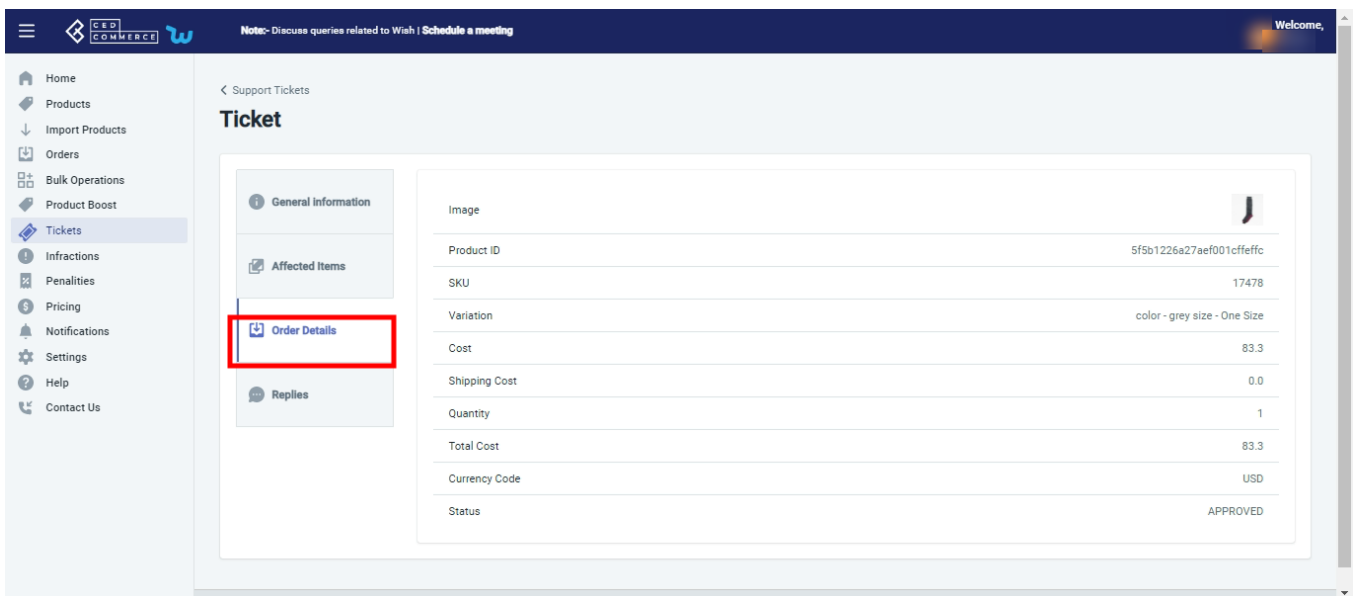 CED
COMMERCE
Note:- Discuss queries related to Wish | Schedule a meeting
Welcome,
Home
Products
Import Products
Orders
Bulk Operations
Product Boost
Tickets
Infractions
Penalities
Pricing
Notifications
Settings
Help
Contact Us
Support Tickets
Ticket
General Information
Affected Items
Order Details
Replies
Image
Product ID 5f5b1226a27aef001cffeffc
SKU 17478
Variation color - grey size - One Size
Cost 83.3
Shipping Cost 0.0
Quantity 1
Total Cost 83.3
Currency Code USD
Status APPROVED